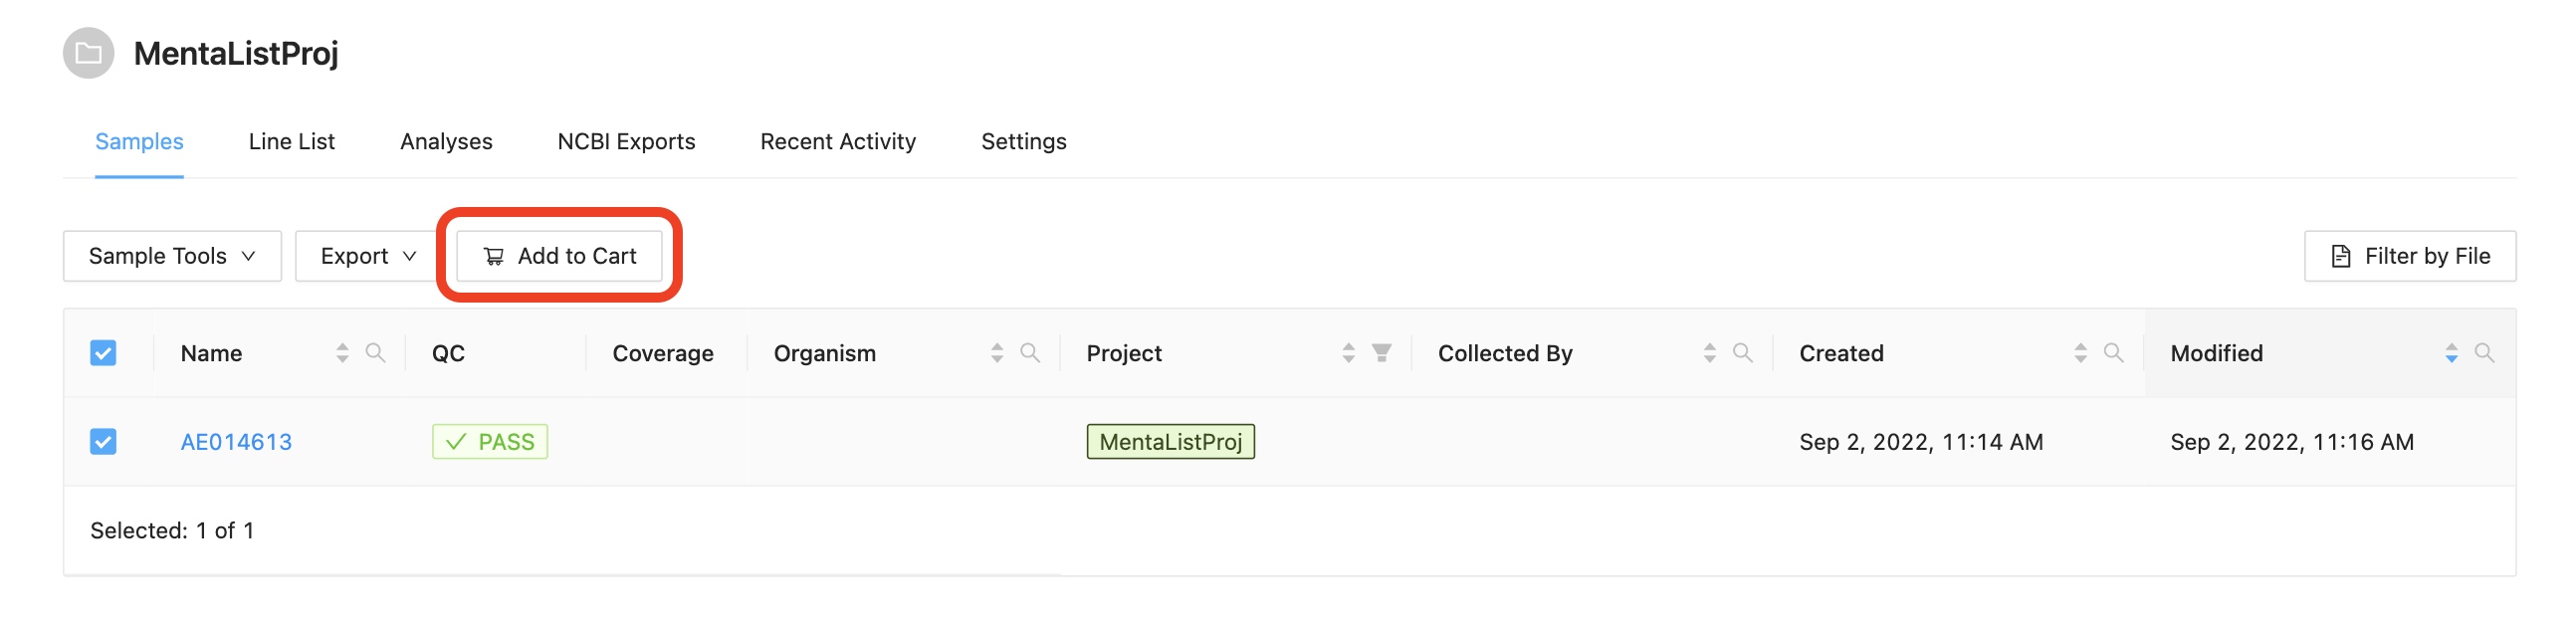 MentaListProj
Samples Line List Analyses NCBI Exports Recent Activity Settings
Sample Tools Export Add to Cart Filter by File
Name QC Coverage Organism Project Collected By Created Modified
AE014613 PASS MentaListProj Sep 2, 2022, 11:14 AM Sep 2, 2022, 11:16 AM
Selected: 1 of 1